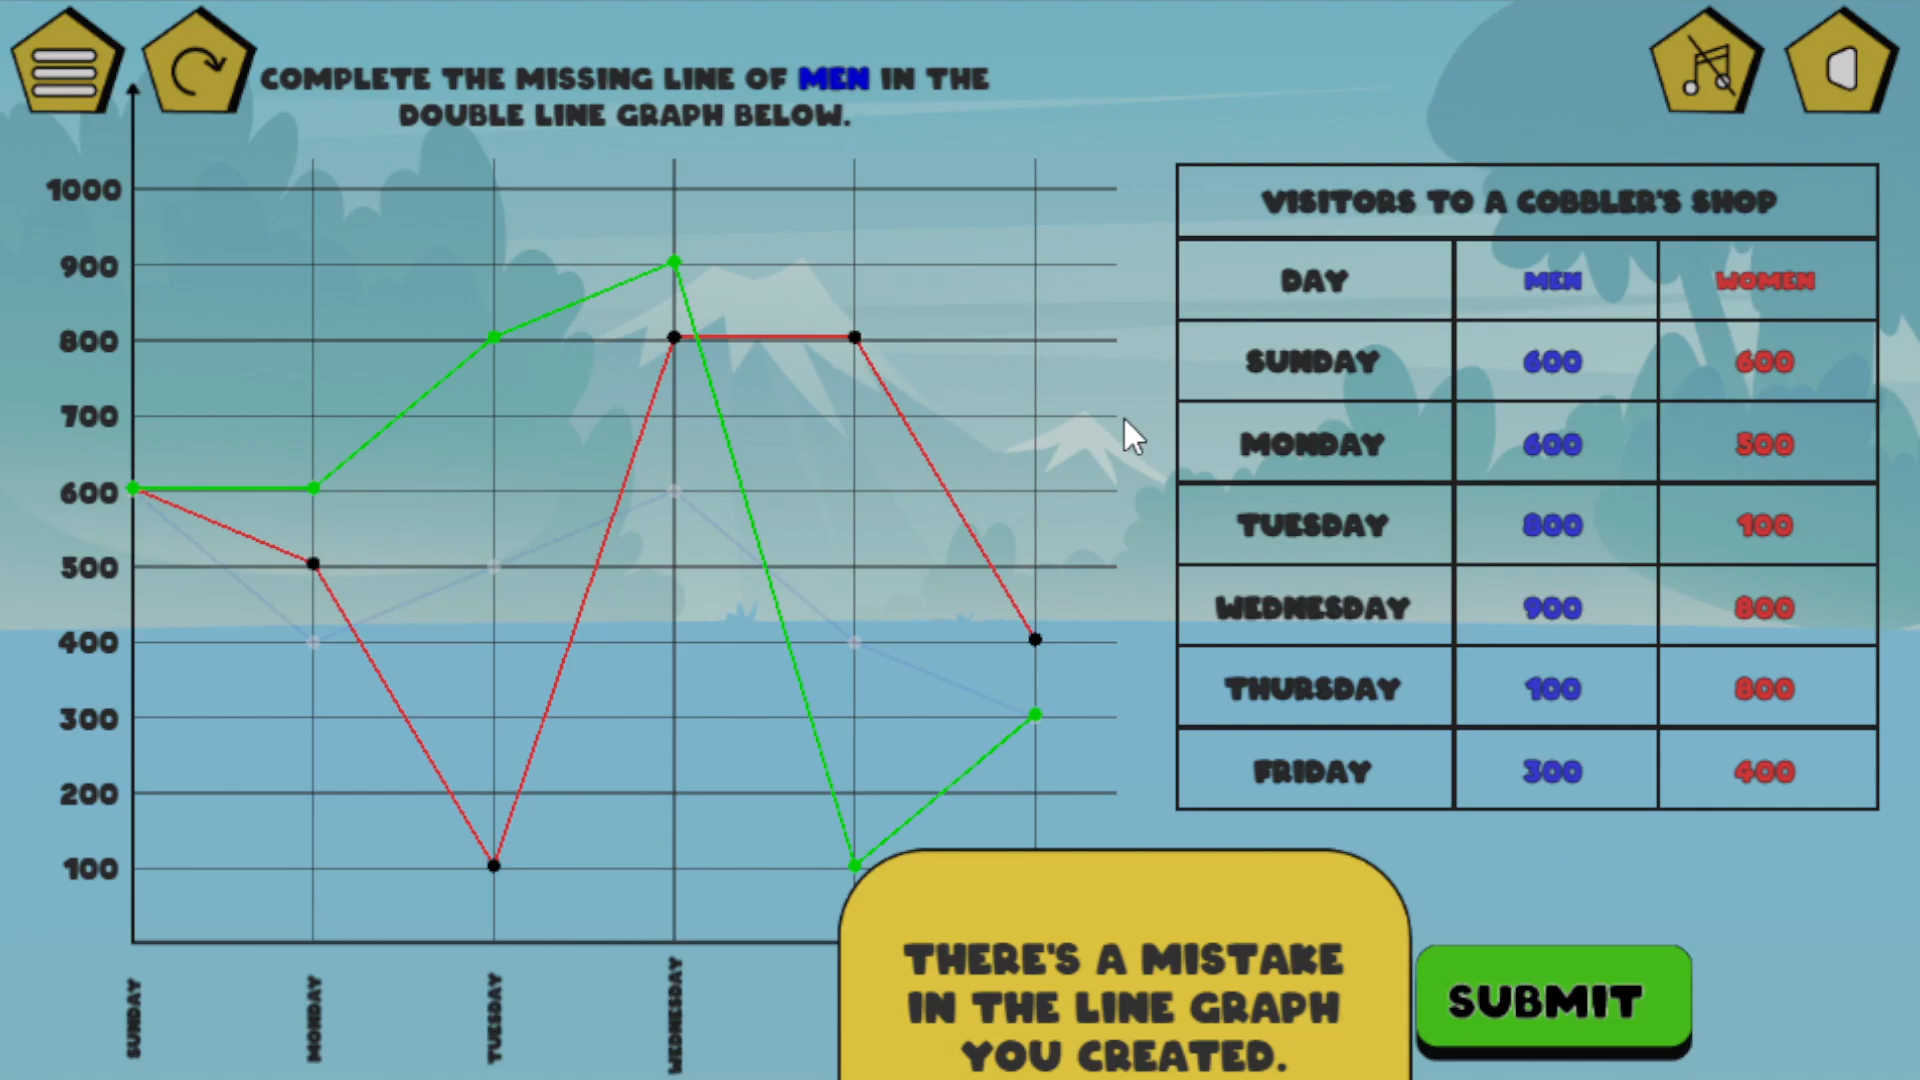 COMPLETE THE MISSING LINE OF MEN IN THE
DOUBLE LINE GRAPH BELOW.
1000
900
800
700
600
500
400
300
200
100
SUNDAY
MONDAY
TUESDAY
WEDNESDAY
VISITORS TO A COBBLER'S SHOP
DAY MEN WOMEN
SUNDAY 600 600
MONDAY 600 500
TUESDAY 800 100
WEDNESDAY 900 800
THURSDAY 100 800
FRIDAY 300 400
THERE'S A MISTAKE
IN THE LINE GRAPH
YOU CREATED.
SUBMIT